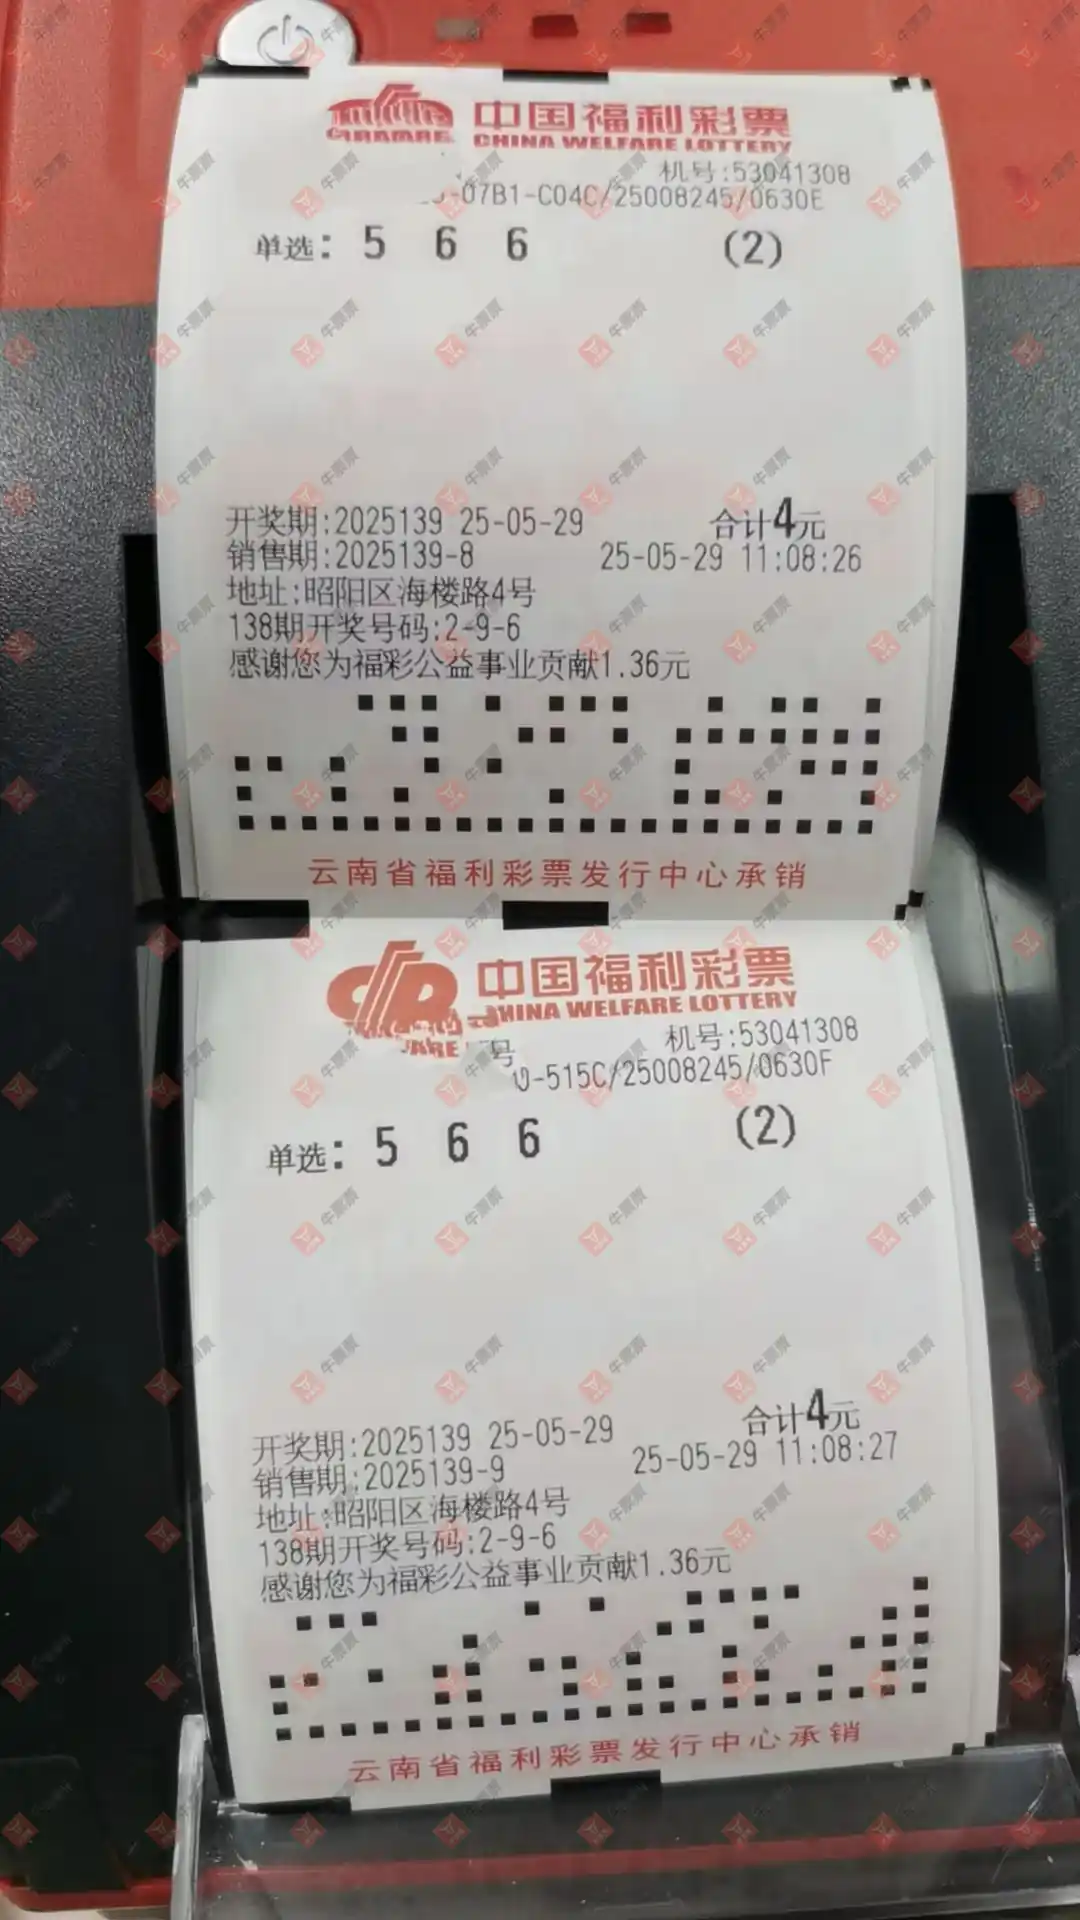 中国福利彩票
CHINA WELFARE LOTTERY
机号:53041308
-07B1-C04C/25008245/0630E
单选: 5 6 6 (2)
开奖期:2025139 25-05-29 合计4元
销售期:2025139-8 25-05-29 11:08:26
地址:昭阳区海楼路4号
138期开奖号码:2-9-6
感谢您为福彩公益事业贡献1.36元
云南省福利彩票发行中心承销
中国福利彩票
CHINA WELFARE LOTTERY
机号:53041308
号
-515C/25008245/0630F
单选: 5 6 6 (2)
开奖期:2025139 25-05-29 合计4元
销售期:2025139-9 25-05-29 11:08:27
地址:昭阳区海楼路4号
138期开奖号码:2-9-6
感谢您为福彩公益事业贡献1.36元
云南省福利彩票发行中心承销
牛票票